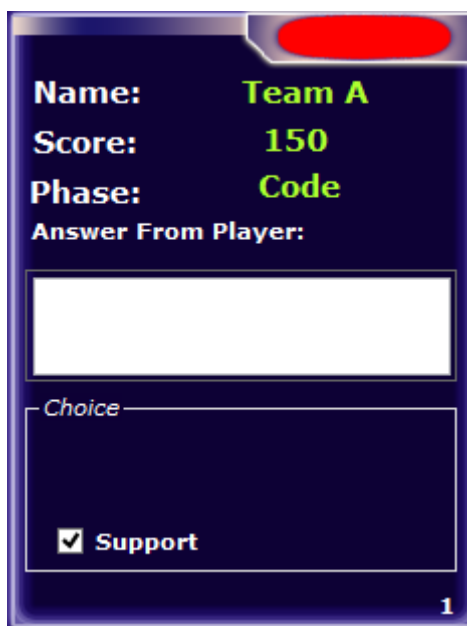 Name: Team A
Score: 150
Phase: Code
Answer From Player:
Choice
Support
1